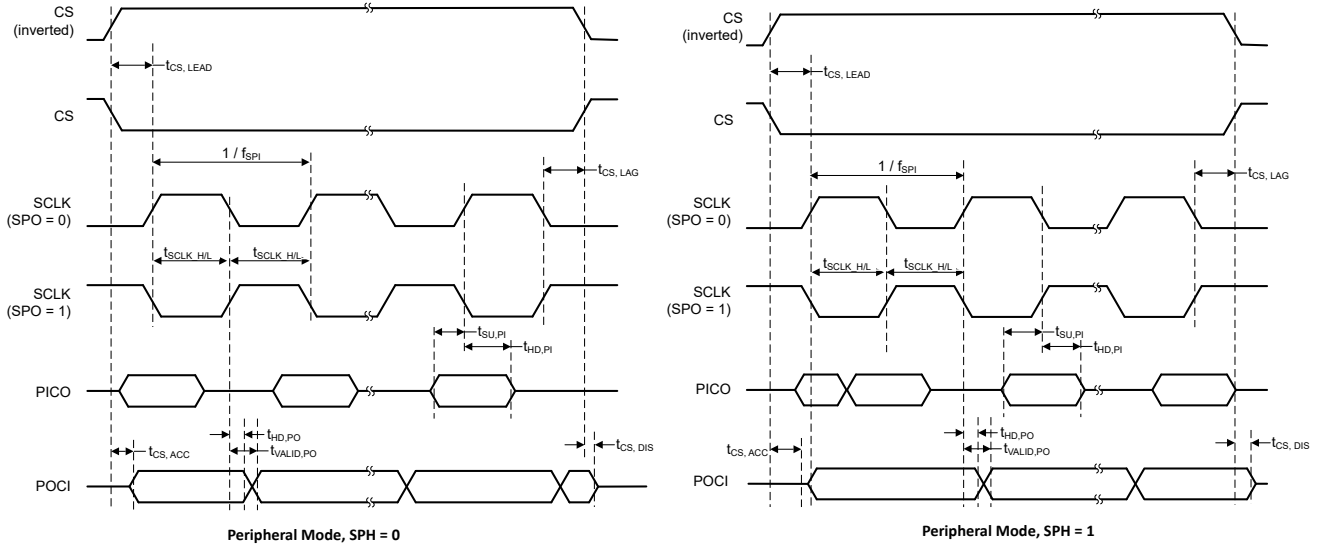 CS
(inverted)
tCS, LEAD
CS
1 / fSPI
tCS, LAG
SCLK
(SPO = 0)
tSCLK_H/L
tSCLK_H/L.
SCLK
(SPO = 1)
tSU,PI
tHD,PI
PICO
tHD,PO
tVALID,PO
tCS, ACC
tCS, DIS
POCI
Peripheral Mode, SPH = 0
CS
(inverted)
tCS, LEAD
CS
1 / fSPI
tCS, LAG
SCLK
(SPO = 0)
tSCLK_H/L .
tSCLK_H/L .
SCLK
(SPO = 1)
tSU,PI
tHD,PI
PICO
tHD,PO
tVALID,PO
tCS, ACC
tCS, DIS
POCI
Peripheral Mode, SPH = 1